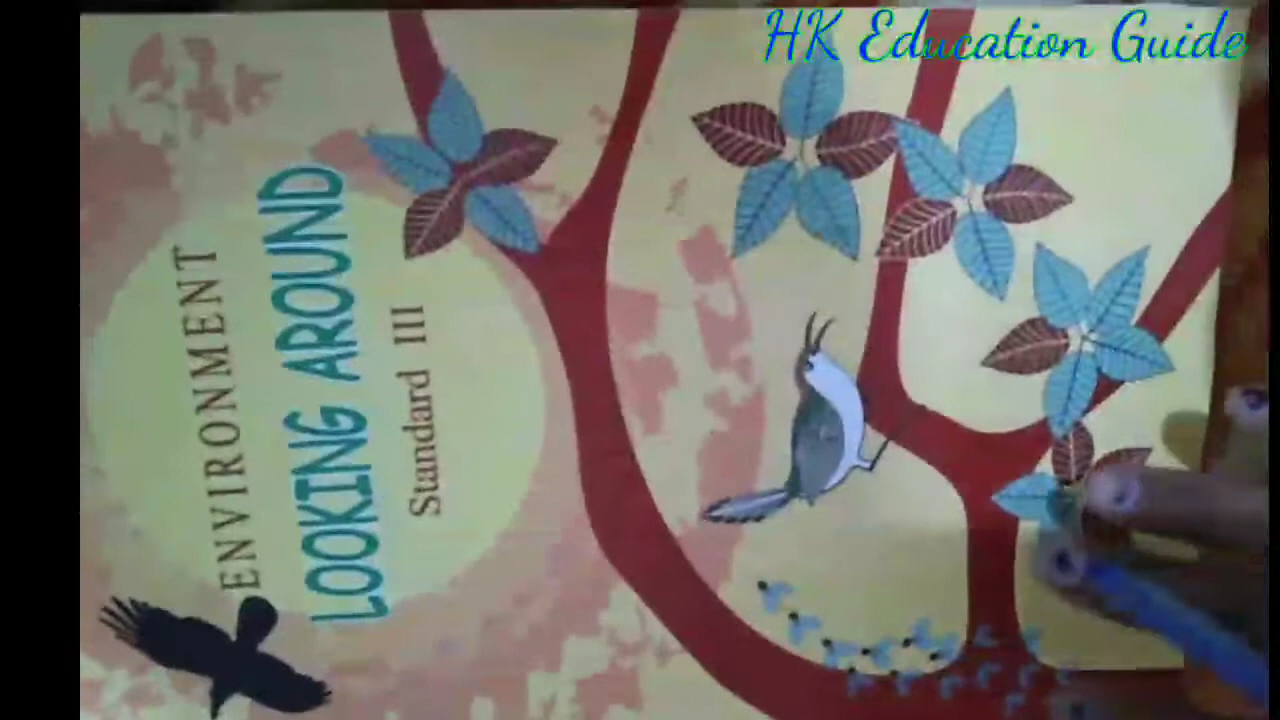 HK Education Guide
ENVIRONMENT
LOOKING AROUND
Standard III